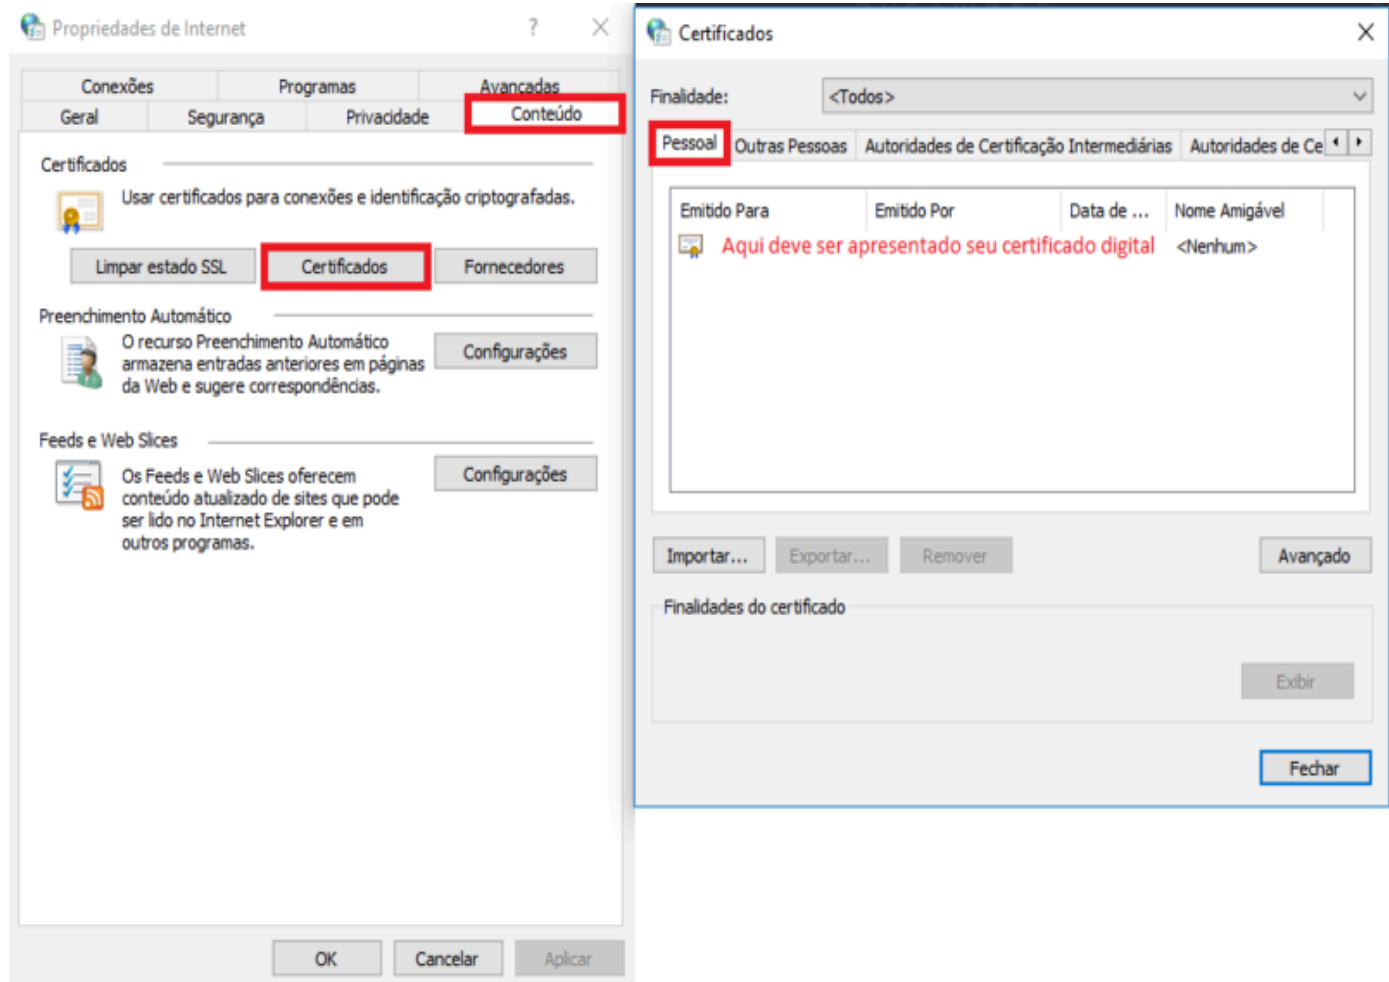 Propriedades de Internet
?
Conexões Programas Avançadas
Geral Segurança Privacidade Conteúdo
Certificados
Usar certificados para conexões e identificação criptografadas.
Limpar estado SSL Certificados Fornecedores
Preenchimento Automático
O recurso Preenchimento Automático
armazena entradas anteriores em páginas
da Web e sugere correspondências.
Configurações
Feeds e Web Slices
Os Feeds e Web Slices oferecem
conteúdo atualizado de sites que pode
ser lido no Internet Explorer e em
outros programas.
Configurações
OK Cancelar Aplicar
Certificados
Finalidade: <Todos>
Pessoal Outras Pessoas Autoridades de Certificação Intermediárias Autoridades de Ce
Emitido Para Emitido Por Data de ... Nome Amigável
Aqui deve ser apresentado seu certificado digital <Nenhum>
Importar... Exportar... Remover Avançado
Finalidades do certificado
Exibir
Fechar